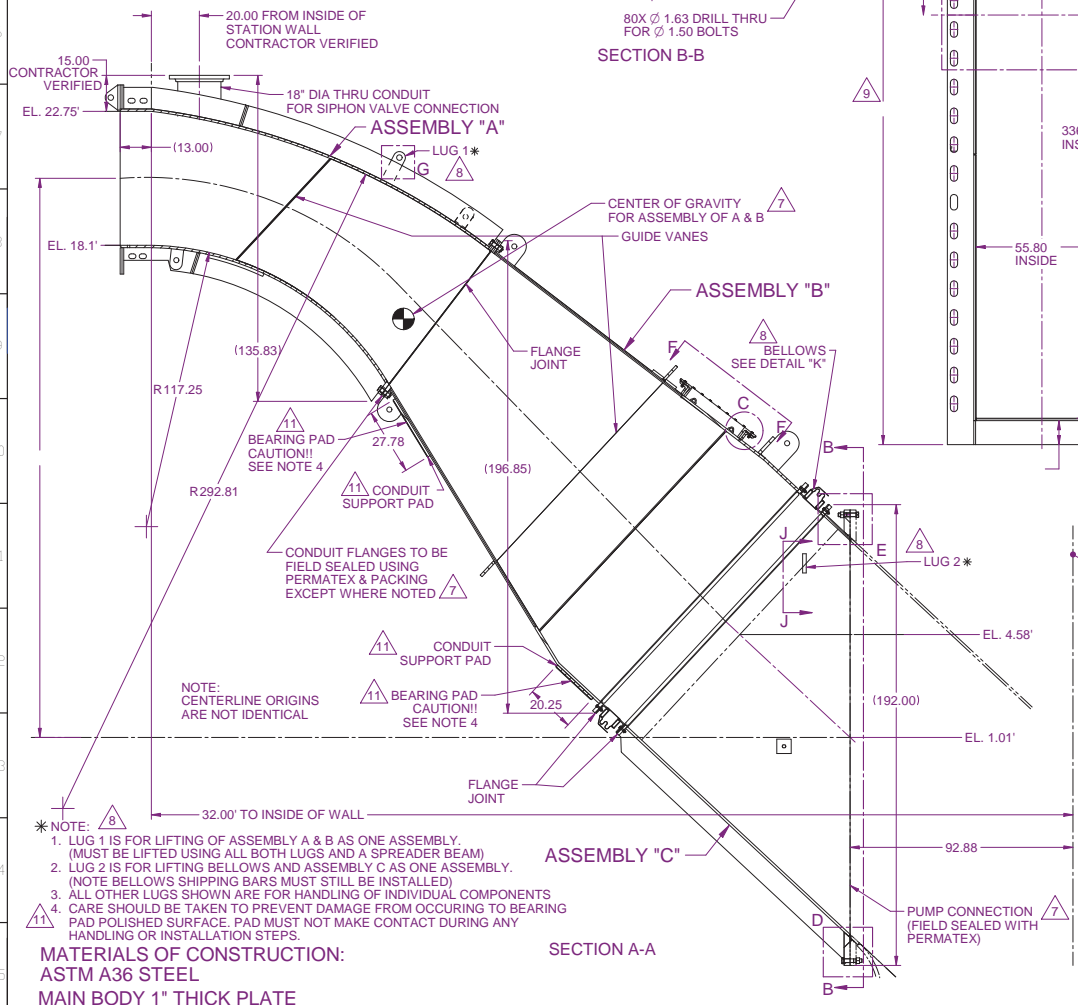 20.00 FROM INSIDE OF
STATION WALL
CONTRACTOR VERIFIED
80X Ø 1.63 DRILL THRU
FOR Ø 1.50 BOLTS
SECTION B-B
15.00
CONTRACTOR
VERIFIED
18" DIA THRU CONDUIT
FOR SIPHON VALVE CONNECTION
9
EL. 22.75'
ASSEMBLY "A"
(13.00)
LUG 1*
G
8
CENTER OF GRAVITY
FOR ASSEMBLY OF A & B
7
GUIDE VANES
EL. 18.1'
55.80
INSIDE
ASSEMBLY "B"
8
BELLOWS
SEE DETAIL "K"
F
FLANGE
JOINT
(135.83)
R117.25
C
F
11
BEARING PAD
CAUTION!!
SEE NOTE 4
27.78
B
(196.85)
11
CONDUIT
SUPPORT PAD
R292.81
J
E
8
LUG 2*
CONDUIT FLANGES TO BE
FIELD SEALED USING
PERMATEX & PACKING
EXCEPT WHERE NOTED
7
J
EL. 4.58'
11
CONDUIT
SUPPORT PAD
NOTE:
CENTERLINE ORIGINS
ARE NOT IDENTICAL
11
BEARING PAD
CAUTION!!
SEE NOTE 4
20.25
(192.00)
EL. 1.01'
FLANGE
JOINT
32.00' TO INSIDE OF WALL
* NOTE:
8
1. LUG 1 IS FOR LIFTING OF ASSEMBLY A & B AS ONE ASSEMBLY.
(MUST BE LIFTED USING ALL BOTH LUGS AND A SPREADER BEAM)
2. LUG 2 IS FOR LIFTING BELLOWS AND ASSEMBLY C AS ONE ASSEMBLY.
(NOTE BELLOWS SHIPPING BARS MUST STILL BE INSTALLED)
3. ALL OTHER LUGS SHOWN ARE FOR HANDLING OF INDIVIDUAL COMPONENTS
4. CARE SHOULD BE TAKEN TO PREVENT DAMAGE FROM OCCURING TO BEARING
11
PAD POLISHED SURFACE. PAD MUST NOT MAKE CONTACT DURING ANY
HANDLING OR INSTALLATION STEPS.
ASSEMBLY "C"
92.88
PUMP CONNECTION
(FIELD SEALED WITH
PERMATEX)
7
D
B
SECTION A-A
MATERIALS OF CONSTRUCTION:
ASTM A36 STEEL
MAIN BODY 1" THICK PLATE